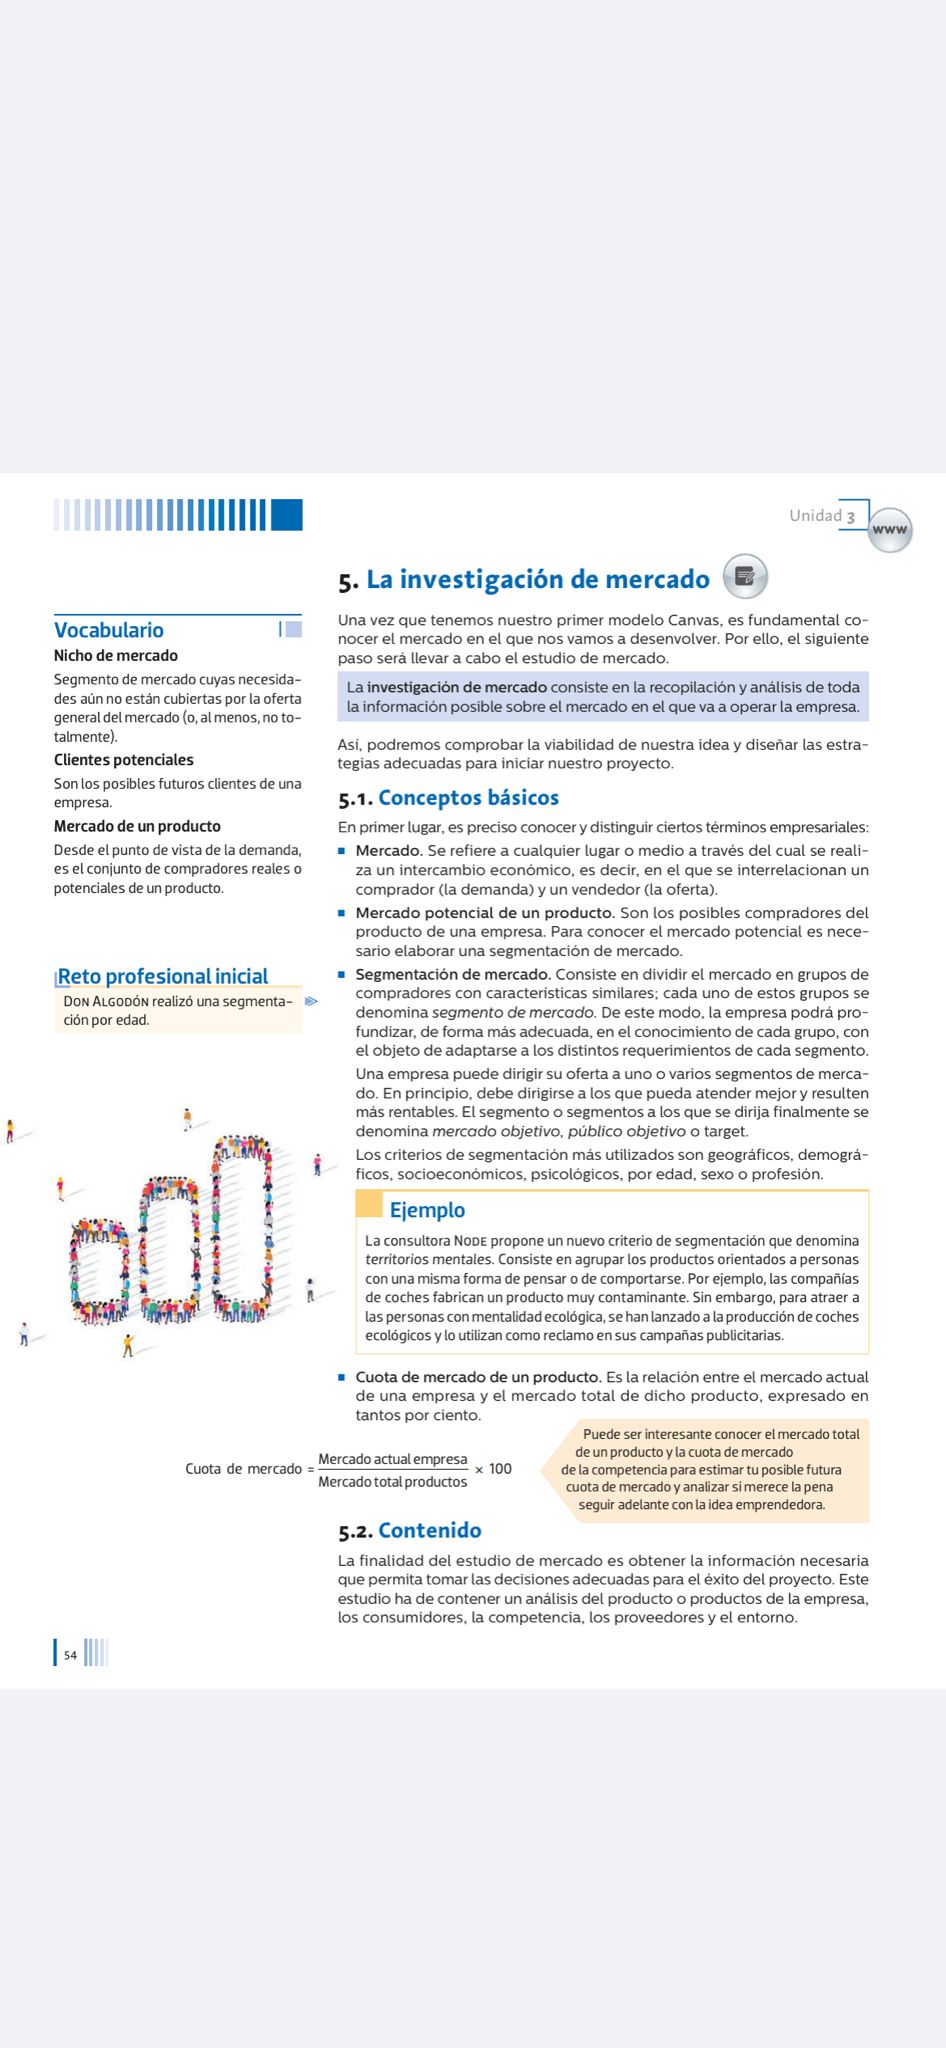 Unidad 3
www
5. La investigación de mercado
Una vez que tenemos nuestro primer modelo Canvas, es fundamental co-
nocer el mercado en el que nos vamos a desenvolver. Por ello, el siguiente
paso será llevar a cabo el estudio de mercado.
La investigación de mercado consiste en la recopilación y análisis de toda
la información posible sobre el mercado en el que va a operar la empresa.
Así, podremos comprobar la viabilidad de nuestra idea y diseñar las estra-
tegias adecuadas para iniciar nuestro proyecto.
Vocabulario
Nicho de mercado
Segmento de mercado cuyas necesida-
des aún no están cubiertas por la oferta
general del mercado (o, al menos, no to-
talmente).
Clientes potenciales
Son los posibles futuros clientes de una
empresa.
Mercado de un producto
Desde el punto de vista de la demanda,
es el conjunto de compradores reales o
potenciales de un producto.
5.1. Conceptos básicos
En primer lugar, es preciso conocer y distinguir ciertos términos empresariales:
Mercado. Se refiere a cualquier lugar o medio a través del cual se reali-
za un intercambio económico, es decir, en el que se interrelacionan un
comprador (la demanda) y un vendedor (la oferta).
Mercado potencial de un producto. Son los posibles compradores del
producto de una empresa. Para conocer el mercado potencial es nece-
sario elaborar una segmentación de mercado.
Reto profesional inicial
DON ALGODÓN realizó una segmenta-
ción por edad.
Segmentación de mercado. Consiste en dividir el mercado en grupos de
compradores con características similares; cada uno de estos grupos se
denomina segmento de mercado. De este modo, la empresa podrá pro-
fundizar, de forma más adecuada, en el conocimiento de cada grupo, con
el objeto de adaptarse a los distintos requerimientos de cada segmento.
Una empresa puede dirigir su oferta a uno o varios segmentos de merca-
do. En principio, debe dirigirse a los que pueda atender mejor y resulten
más rentables. El segmento o segmentos a los que se dirija finalmente se
denomina mercado objetivo, público objetivo o target.
Los criterios de segmentación más utilizados son geográficos, demográ-
ficos, socioeconómicos, psicológicos, por edad, sexo o profesión.
Ejemplo
La consultora NODE propone un nuevo criterio de segmentación que denomina
territorios mentales. Consiste en agrupar los productos orientados a personas
con una misma forma de pensar o de comportarse. Por ejemplo, las compañías
de coches fabrican un producto muy contaminante. Sin embargo, para atraer a
las personas con mentalidad ecológica, se han lanzado a la producción de coches
ecológicos y lo utilizan como reclamo en sus campañas publicitarias.
Cuota de mercado de un producto. Es la relación entre el mercado actual
de una empresa y el mercado total de dicho producto, expresado en
tantos por ciento.
Cuota de mercado = Mercado actual empresa / Mercado total productos × 100
Puede ser interesante conocer el mercado total
de un producto y la cuota de mercado
de la competencia para estimar tu posible futura
cuota de mercado y analizar si merece la pena
seguir adelante con la idea emprendedora.
5.2. Contenido
La finalidad del estudio de mercado es obtener la información necesaria
que permita tomar las decisiones adecuadas para el éxito del proyecto. Este
estudio ha de contener un análisis del producto o productos de la empresa,
los consumidores, la competencia, los proveedores y el entorno.
54